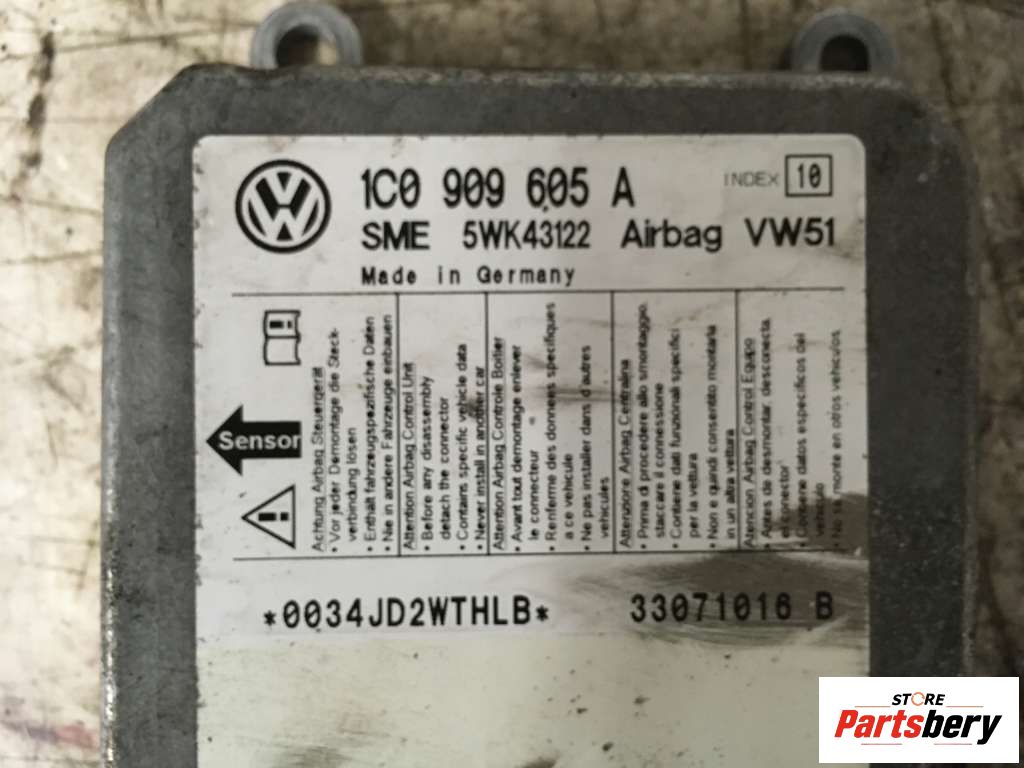 1C0 909 605 A
INDEX 10
SME 5WK43122 Airbag VW51
Made in Germany
Sensor
Achtung Airbag Steuergerät
• Vor jeder Demontage die Steck-
verbindung lösen
• Enthält fahrzeugspezifische Daten
• Nie in andere Fahrzeuge einbauen
Attention Airbag Control Unit
• Before any disassembly
detach the connector
• Contains specific vehicle data
• Never install in another car
Attention Airbag Controle Boitier
• Avant tout demontage enlever
le connecteur
• Renferme des donnees specifiques
a ce vehicule
• Ne pas installer dans d'autres
vehicules
Attenzione Airbag Centralina
• Prima di procedere allo smontaggio,
staccare il connessione
• Contiene dati funzionali specifici
per la vettura
• Non e quindi consentito montarla
in un altra vettura
Atencion Airbag Control Equipo
• Antes de desmontar, desconecta.
el conector
• Contiene datos especificos del
vehiculo
• No se monte en otros vehiculos
*0034JD2WTHLB* 33071016 B
STORE
Partsbery